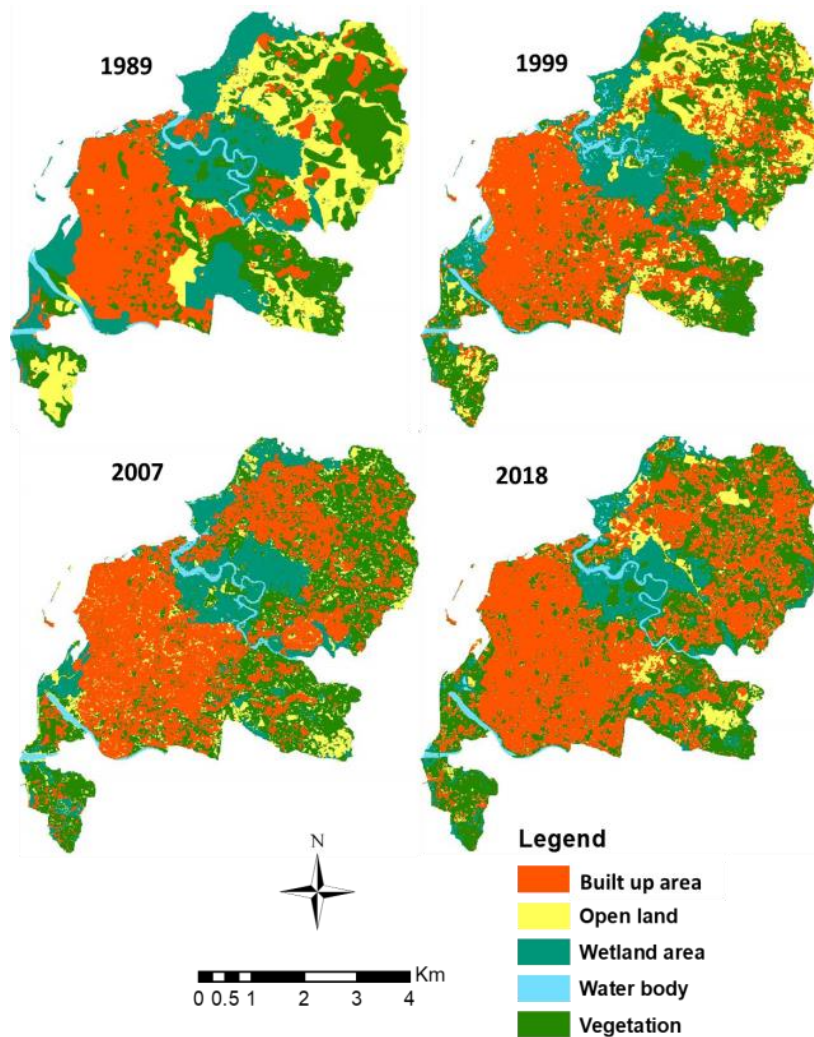 1989
1999
2007
2018
N
Km
0 0.5 1 2 3 4
Legend
Built up area
Open land
Wetland area
Water body
Vegetation